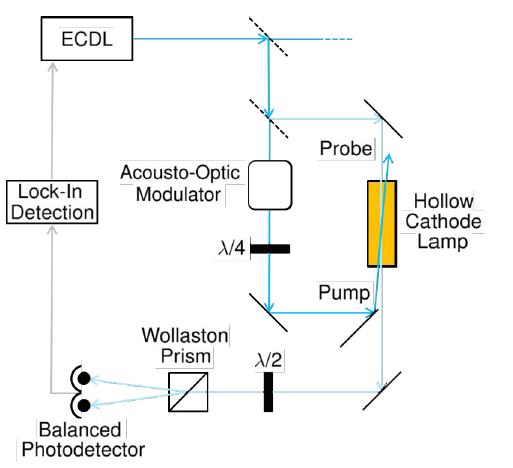 ECDL
Probe
Acousto-Optic
Modulator
Lock-In
Detection
Hollow
Cathode
Lamp
λ/4
Pump
Wollaston
Prism
λ/2
Balanced
Photodetector